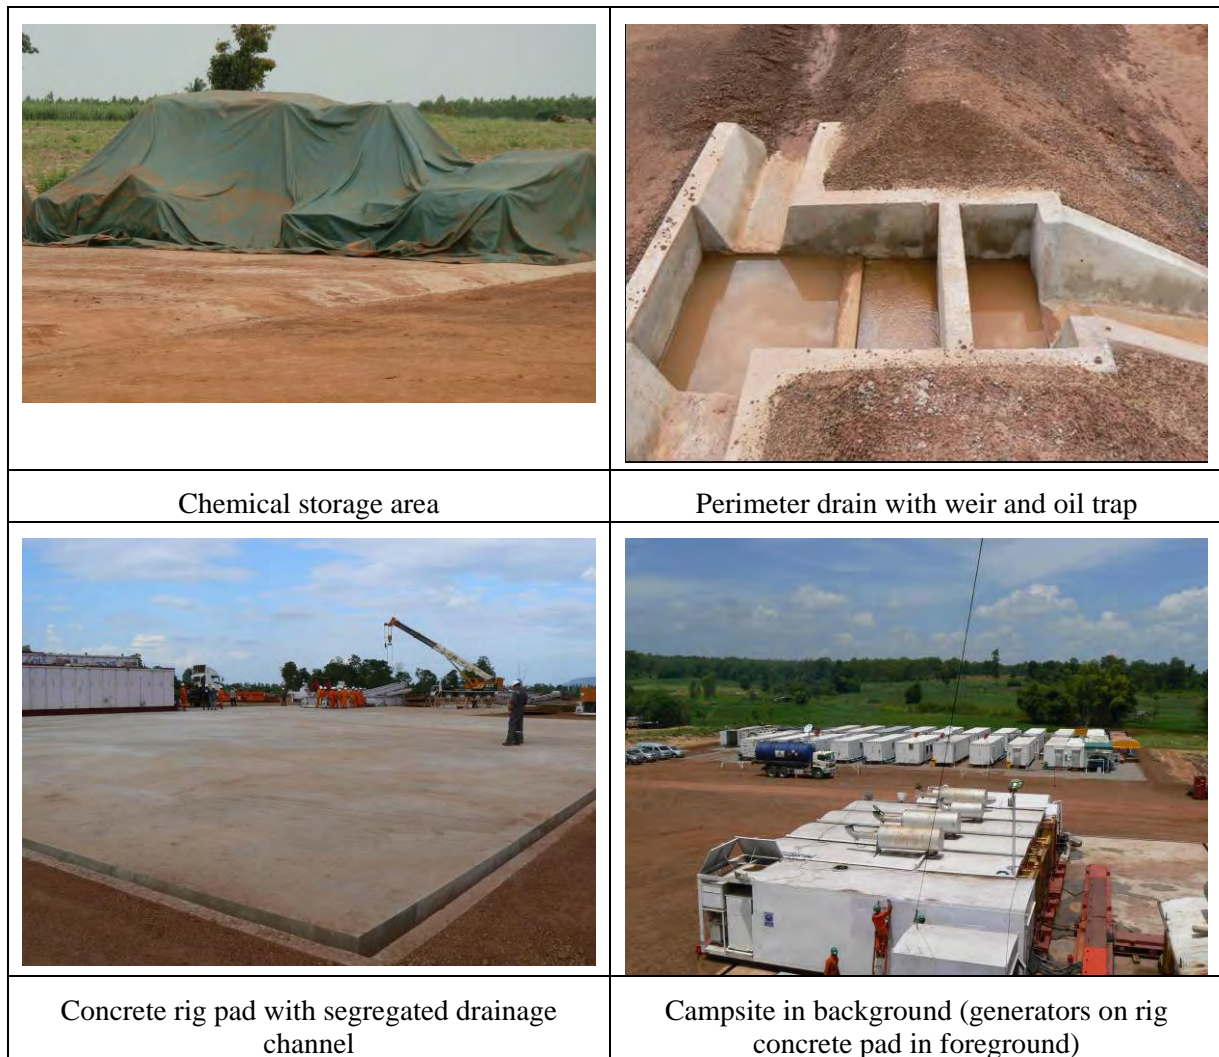 Chemical storage area
Perimeter drain with weir and oil trap
Concrete rig pad with segregated drainage
channel
Campsite in background (generators on rig
concrete pad in foreground)